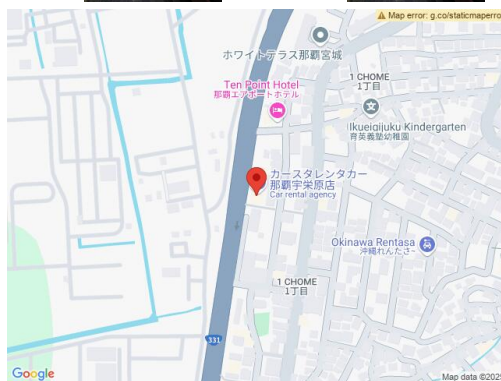 Map error: g.co/staticmaperro
ホワイトテラス那覇宮城
Ten Point Hotel
那覇エアポートホテル
1 CHOME
1丁目
Ikueigijuku Kindergarten
育英義塾幼稚園
カースタレンタカー
那覇宇栄原店
Car rental agency
Okinawa Rentasa
沖縄れんたさ~
1 CHOME
1丁目
331
Google
Map data ©2025